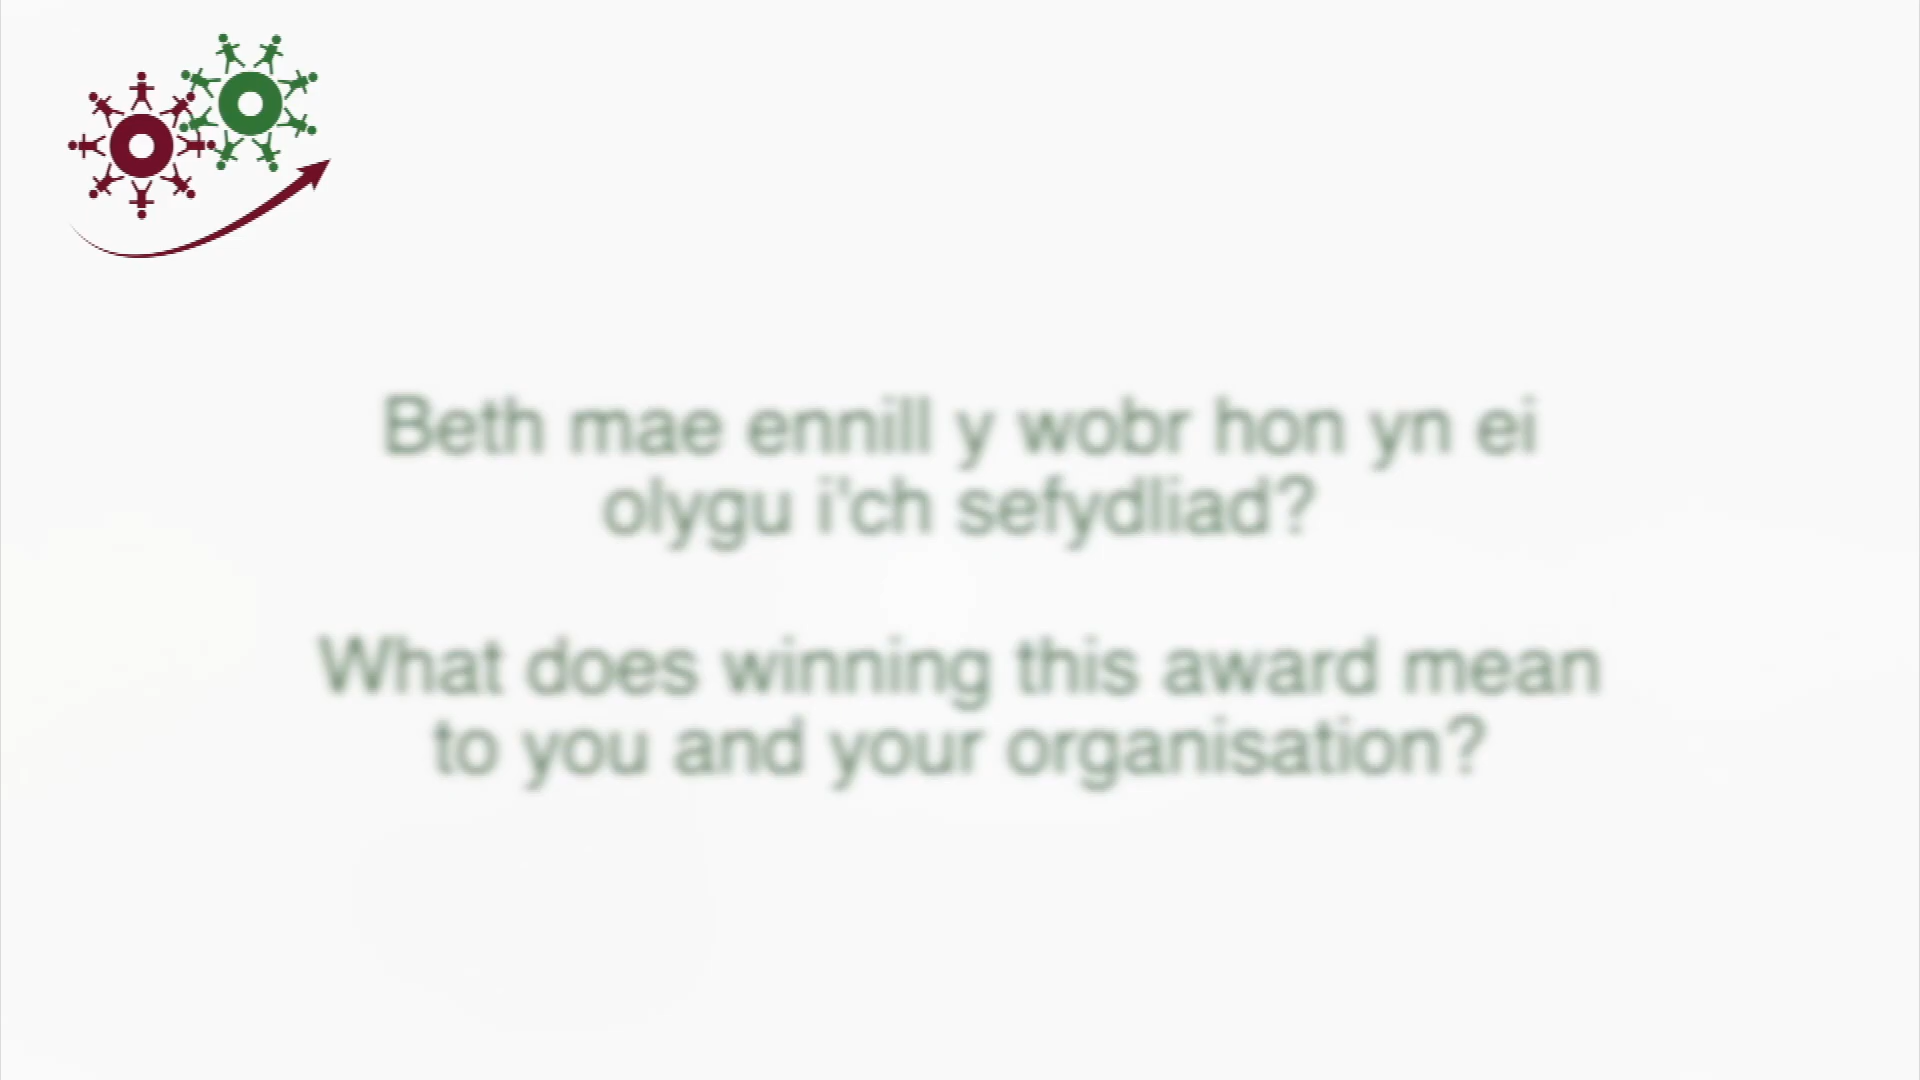 Beth mae ennill y wobr hon yn ei
olygu i'ch sefydliad?
What does winning this award mean
to you and your organisation?